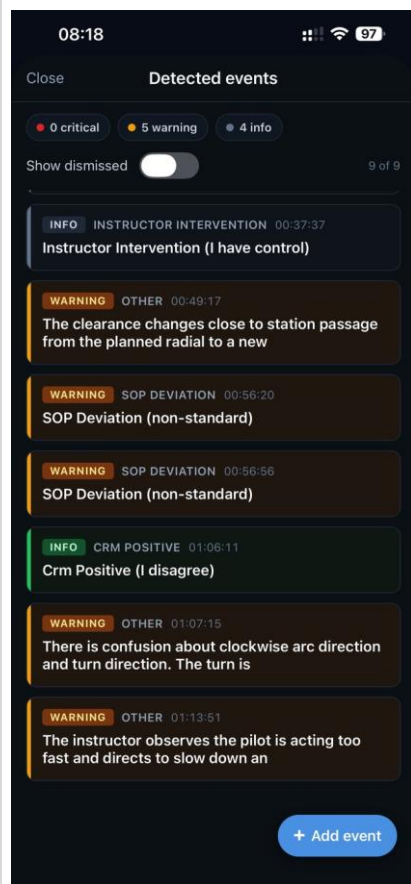 08:18
97
Close
Detected events
0 critical
5 warning
4 info
Show dismissed
9 of 9
INFO INSTRUCTOR INTERVENTION 00:37:37
Instructor Intervention (I have control)
WARNING OTHER 00:49:17
The clearance changes close to station passage
from the planned radial to a new
WARNING SOP DEVIATION 00:56:20
SOP Deviation (non-standard)
WARNING SOP DEVIATION 00:56:56
SOP Deviation (non-standard)
INFO CRM POSITIVE 01:06:11
Crm Positive (I disagree)
WARNING OTHER 01:07:15
There is confusion about clockwise arc direction
and turn direction. The turn is
WARNING OTHER 01:13:51
The instructor observes the pilot is acting too
fast and directs to slow down an
+ Add event